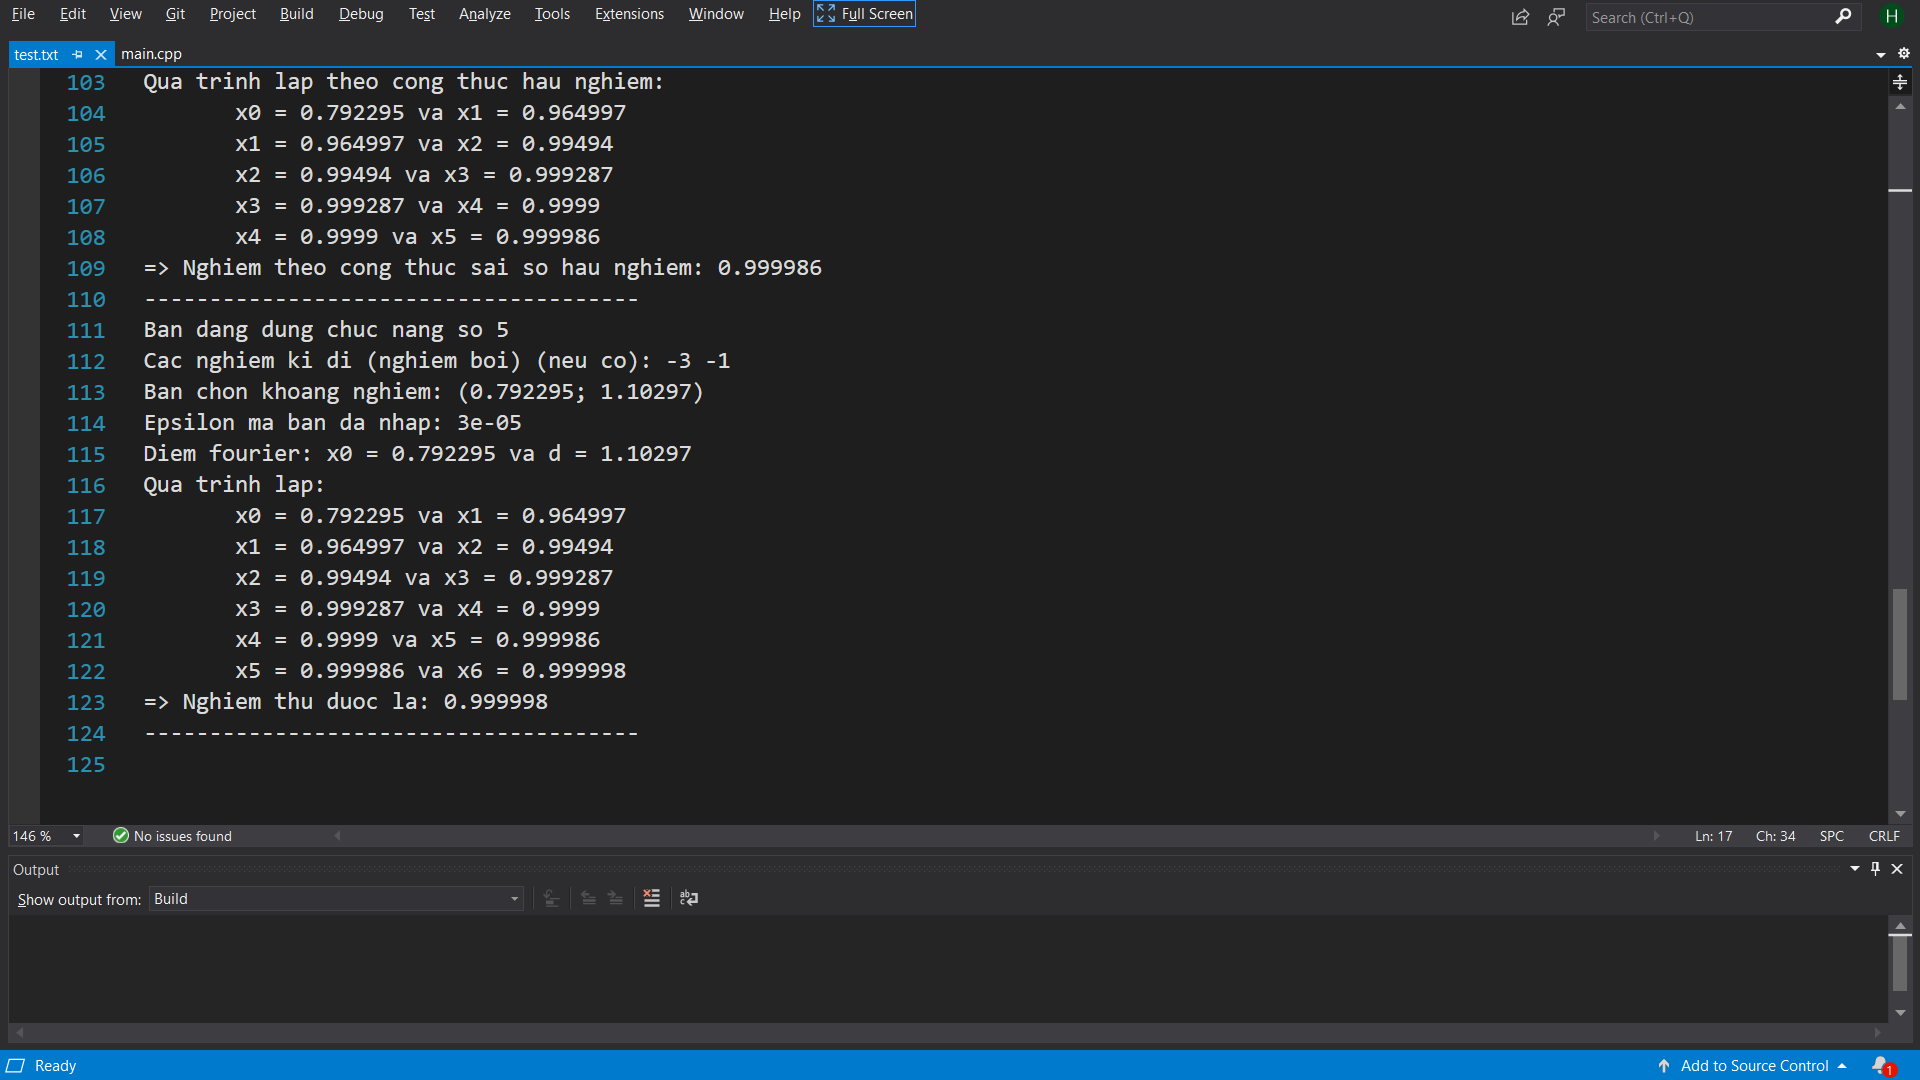 File Edit View Git Project Build Debug Test Analyze Tools Extensions Window Help Full Screen Search (Ctrl+Q) H
test.txt main.cpp
103 Qua trinh lap theo cong thuc hau nghiem:
104 x0 = 0.792295 va x1 = 0.964997
105 x1 = 0.964997 va x2 = 0.99494
106 x2 = 0.99494 va x3 = 0.999287
107 x3 = 0.999287 va x4 = 0.9999
108 x4 = 0.9999 va x5 = 0.999986
109 => Nghiem theo cong thuc sai so hau nghiem: 0.999986
110 --------------------------------------
111 Ban dang dung chuc nang so 5
112 Cac nghiem ki di (nghiem boi) (neu co): -3 -1
113 Ban chon khoang nghiem: (0.792295; 1.10297)
114 Epsilon ma ban da nhap: 3e-05
115 Diem fourier: x0 = 0.792295 va d = 1.10297
116 Qua trinh lap:
117 x0 = 0.792295 va x1 = 0.964997
118 x1 = 0.964997 va x2 = 0.99494
119 x2 = 0.99494 va x3 = 0.999287
120 x3 = 0.999287 va x4 = 0.9999
121 x4 = 0.9999 va x5 = 0.999986
122 x5 = 0.999986 va x6 = 0.999998
123 => Nghiem thu duoc la: 0.999998
124 --------------------------------------
125
146 % No issues found Ln: 17 Ch: 34 SPC CRLF
Output
Show output from: Build
Ready Add to Source Control 1